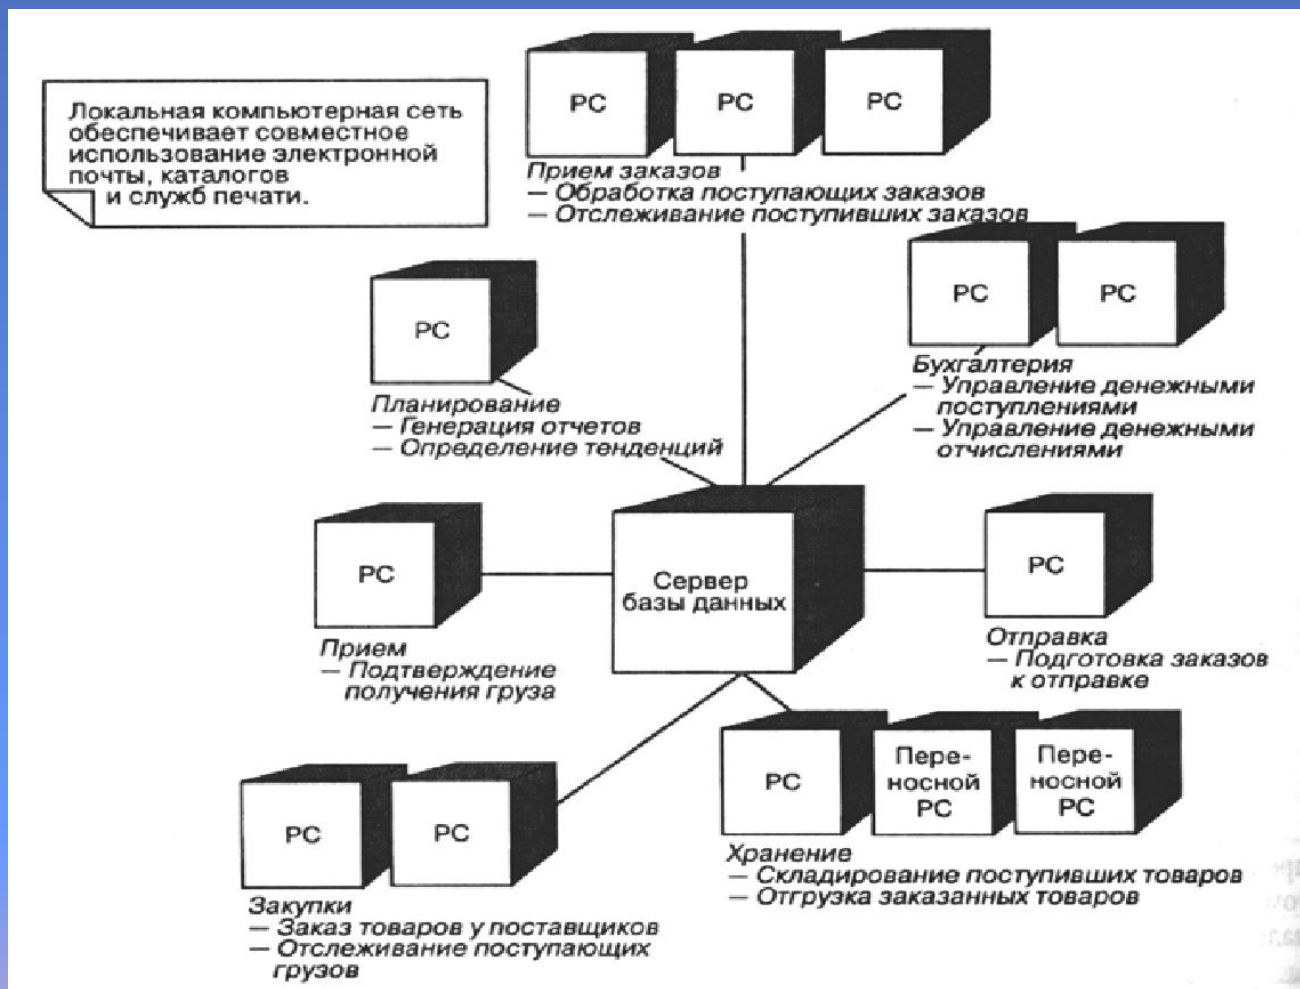 Локальная компьютерная сеть
обеспечивает совместное
использование электронной
почты, каталогов
и служб печати.
PC
PC
PC
Прием заказов
— Обработка поступающих заказов
— Отслеживание поступивших заказов
PC
PC
Бухгалтерия
— Управление денежными
поступлениями
— Управление денежными
отчислениями
PC
Планирование
— Генерация отчетов
— Определение тенденций
PC
Прием
— Подтверждение
получения груза
Сервер
базы данных
PC
Отправка
— Подготовка заказов
к отправке
PC
Пере-
носной
PC
Пере-
носной
PC
Хранение
— Складирование поступивших товаров
— Отгрузка заказанных товаров
PC
PC
Закупки
— Заказ товаров у поставщиков
— Отслеживание поступающих
грузов